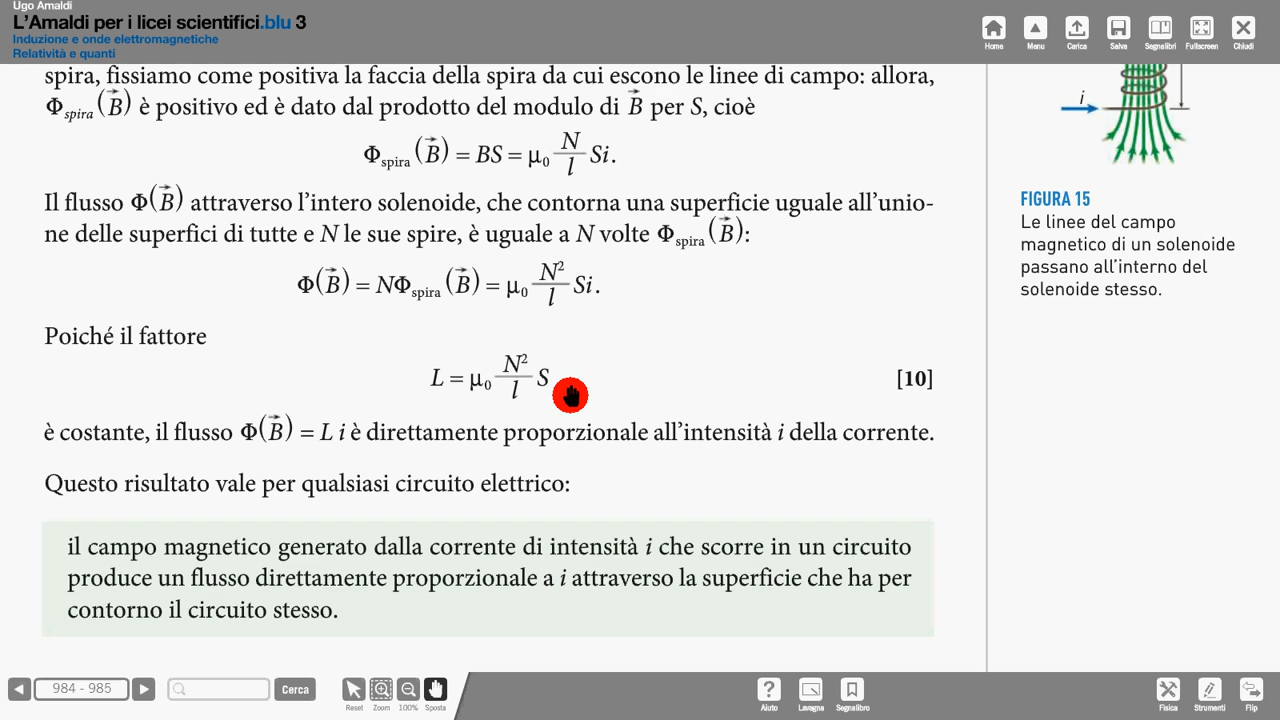 Ugo Amaldi
L'Amaldi per i licei scientifici.blu 3
Induzione e onde elettromagnetiche
Relatività e quanti
Home Menu Carica Salva Segnalibri Fullscreen Chiudi
spira, fissiamo come positiva la faccia della spira da cui escono le linee di campo: allora,
Φspira (B⃗) è positivo ed è dato dal prodotto del modulo di B⃗ per S, cioè
Φspira (B⃗) = BS = μ₀ N/l Si.
Il flusso Φ(B⃗) attraverso l'intero solenoide, che contorna una superficie uguale all'unio-
ne delle superfici di tutte e N le sue spire, è uguale a N volte Φspira (B⃗):
Φ(B⃗) = NΦspira (B⃗) = μ₀ N²/l Si.
Poiché il fattore
L = μ₀ N²/l S [10]
è costante, il flusso Φ(B⃗) = L i è direttamente proporzionale all'intensità i della corrente.
Questo risultato vale per qualsiasi circuito elettrico:
il campo magnetico generato dalla corrente di intensità i che scorre in un circuito
produce un flusso direttamente proporzionale a i attraverso la superficie che ha per
contorno il circuito stesso.
i
FIGURA 15
Le linee del campo
magnetico di un solenoide
passano all'interno del
solenoide stesso.
984 - 985 Cerca Reset Zoom 100% Sposta Aiuto Lavagna Segnalibro Fisica Strumenti Flip